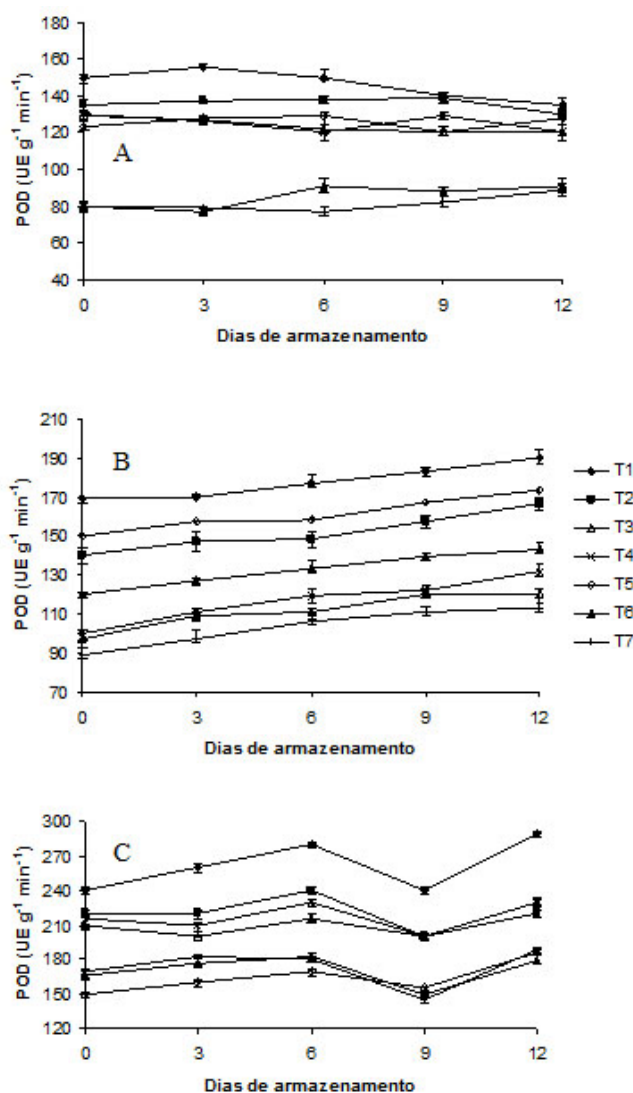 180
160
140
120
100
80
60
40
POD (UE g⁻¹ min⁻¹)
A
0 3 6 9 12
Dias de armazenamento
210
190
170
150
130
110
90
70
POD (UE g⁻¹ min⁻¹)
B
0 3 6 9 12
Dias de armazenamento
T1
T2
T3
T4
T5
T6
T7
300
270
240
210
180
150
120
POD (UE g⁻¹ min⁻¹)
C
0 3 6 9 12
Dias de armazenamento